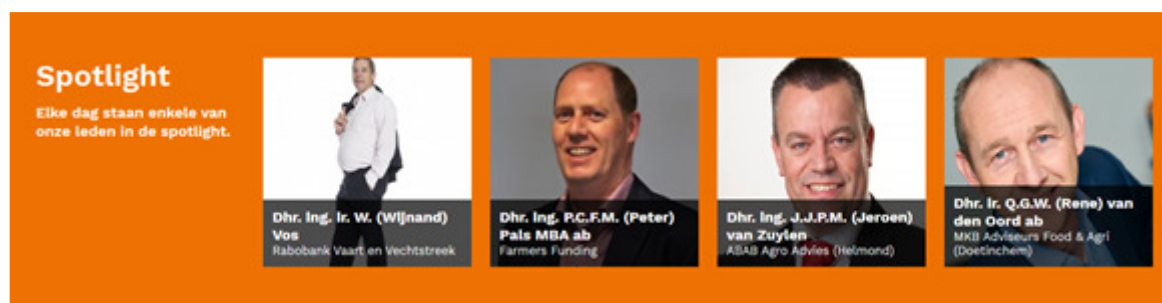 Spotlight
Elke dag staan enkele van
onze leden in de spotlight.
Dhr. ing. ir. W. (Wijnand)
Vos
Rabobank Vaart en Vechtstreek
Dhr. ing. P.C.F.M. (Peter)
Pals MBA ab
Farmers Funding
Dhr. ing. J.J.P.M. (Jeroen)
van Zuylen
ABAB Agro Advies (Helmond)
Dhr. ir. Q.G.W. (Rene) van
den Oord ab
MKB Adviseurs Food & Agri
(Doetinchem)